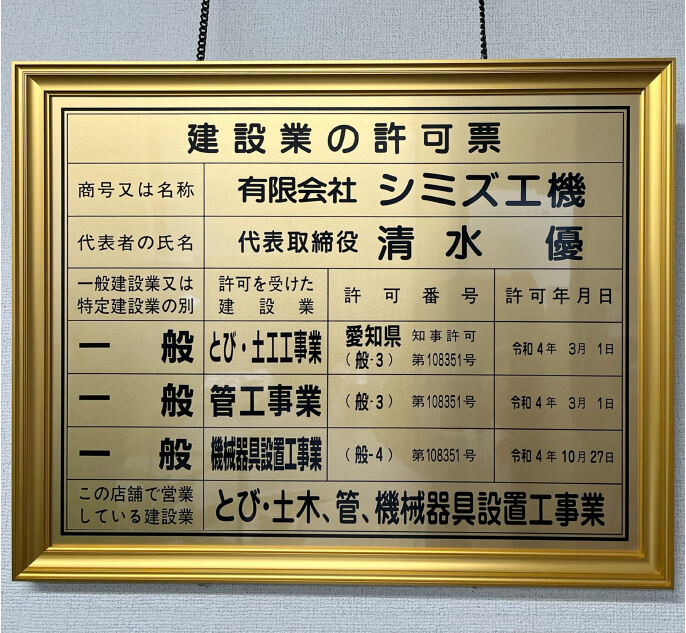 建設業の許可票
商号又は名称 有限会社 シミズ工機
代表者の氏名 代表取締役 清水 優
一般建設業又は
特定建設業の別
許可を受けた
建設業
許可番号
許可年月日
一般 とび・土工工事業 愛知県 知事許可
(般-3) 第108351号 令和4年 3月 1日
一般 管工事業 (般-3) 第108351号 令和4年 3月 1日
一般 機械器具設置工事業 (般-4) 第108351号 令和4年10月27日
この店舗で営業
している建設業
とび・土木、管、機械器具設置工事業